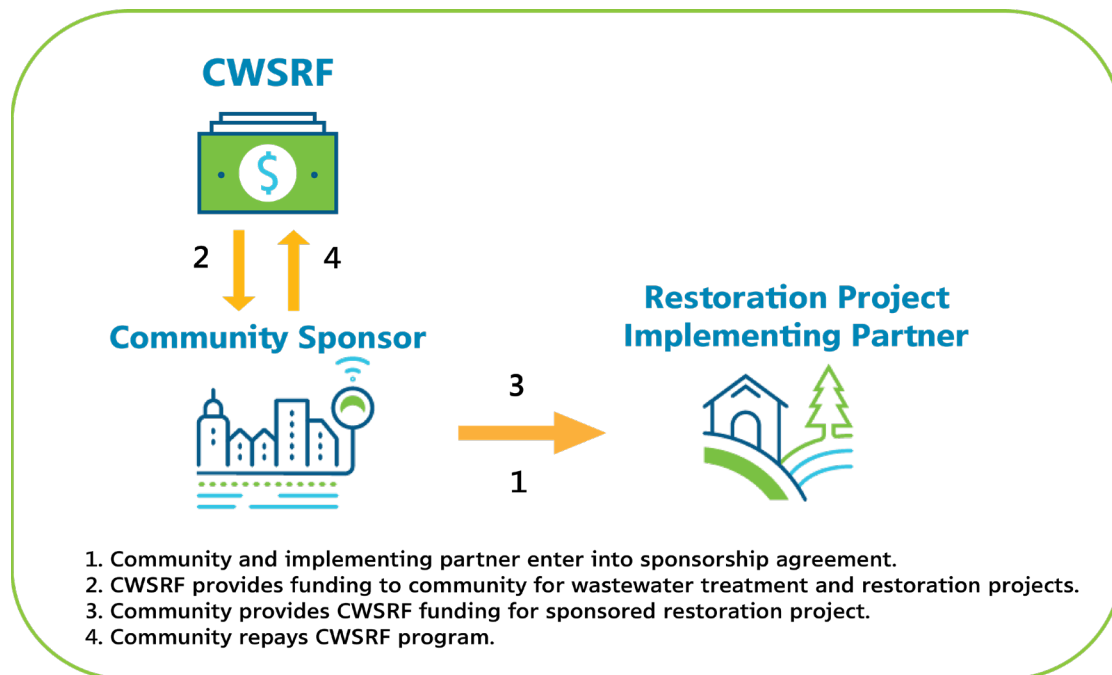 CWSRF
$
2
4
Community Sponsor
Restoration Project
Implementing Partner
3
1
1. Community and implementing partner enter into sponsorship agreement.
2. CWSRF provides funding to community for wastewater treatment and restoration projects.
3. Community provides CWSRF funding for sponsored restoration project.
4. Community repays CWSRF program.